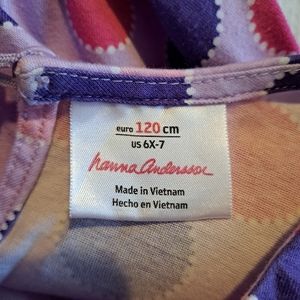 euro 120 cm
US 6X-7
hanna andersson
Made in Vietnam
Hecho en Vietnam